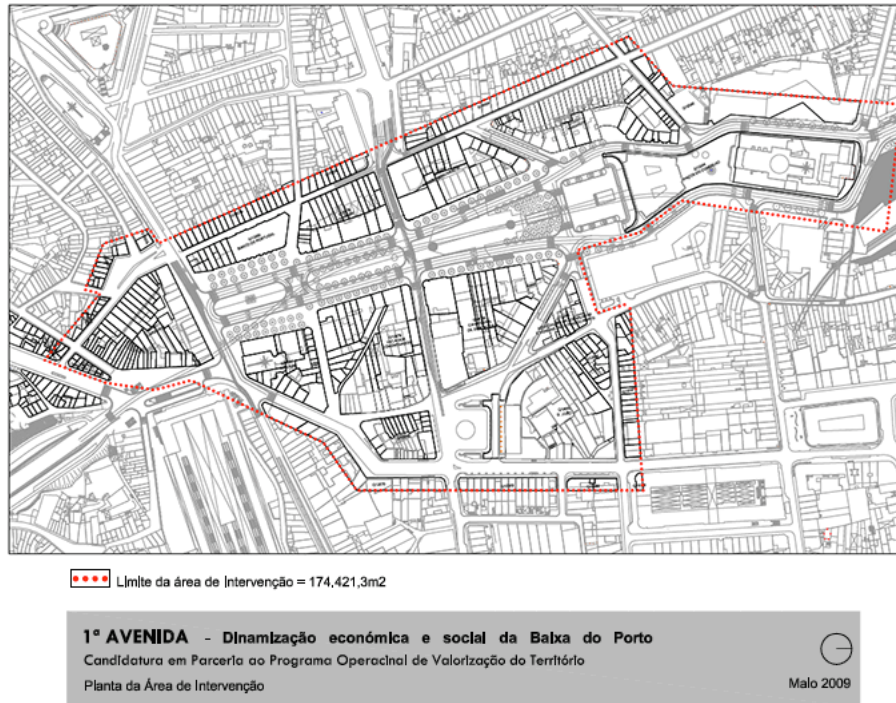 Limite da área de Intervenção = 174.421,3m2
1ª AVENIDA - Dinamização económica e social da Baixa do Porto
Candidatura em Parceria ao Programa Operacinal de Valorização do Território
Planta da Área de Intervenção
Maio 2009